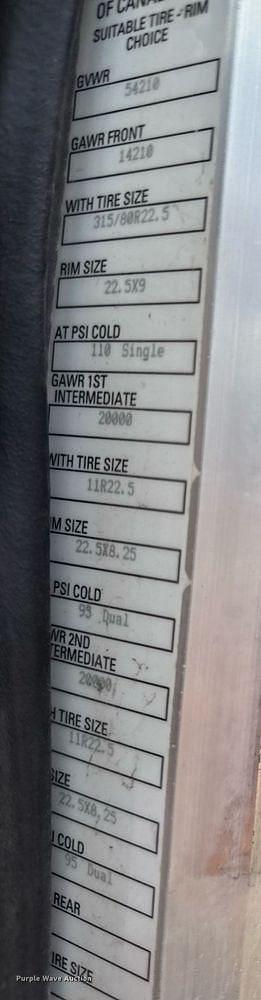 OF CANA
SUITABLE TIRE - RIM
CHOICE
GVWR
54210
GAWR FRONT
14210
WITH TIRE SIZE
315/80R22.5
RIM SIZE
22.5X9
AT PSI COLD
110 Single
GAWR 1ST
INTERMEDIATE
20000
WITH TIRE SIZE
11R22.5
M SIZE
22.5X8.25
PSI COLD
95 Dual
WR 2ND
TERMEDIATE
20000
H TIRE SIZE
11R22.5
SIZE
22.5X8.25
I COLD
95 Dual
REAR
IRE SIZE
Purple Wave Auction